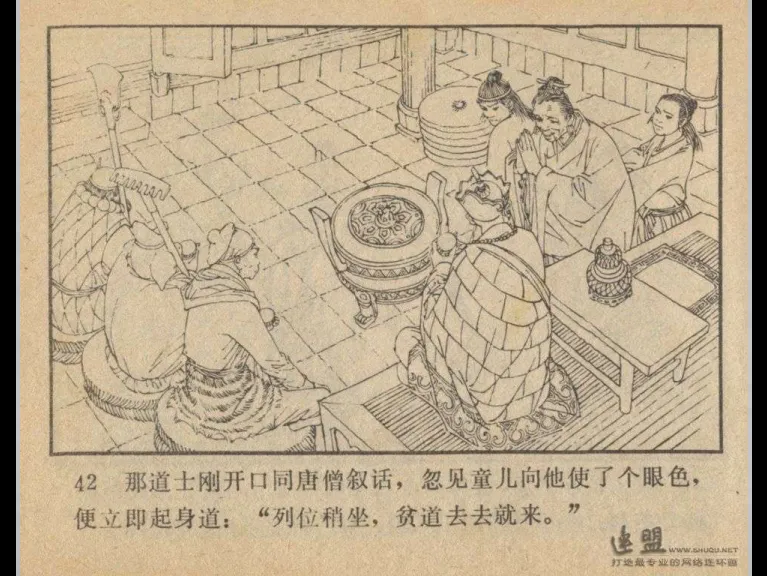 42 那道士刚开口同唐僧叙话，忽见童儿向他使了个眼色，
便立即起身道：“列位稍坐，贫道去去就来。”
连盟 WWW.SHUQU.NET
打造最专业的网络连环画